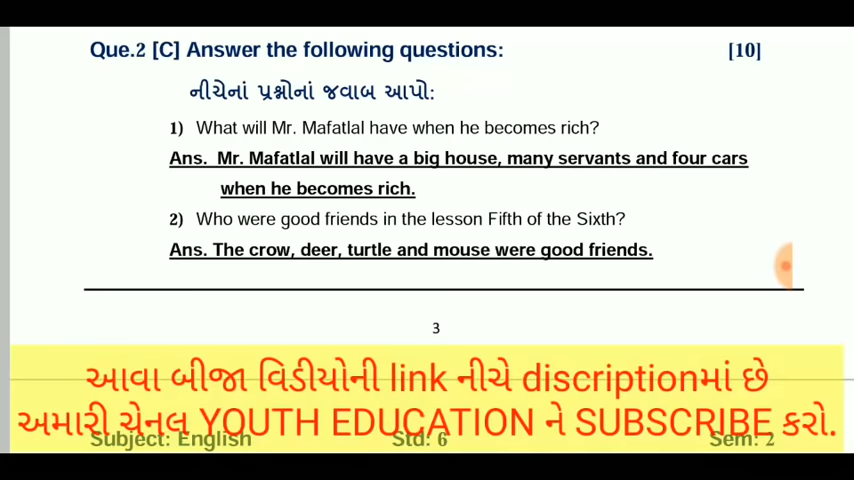 Que.2 [C] Answer the following questions: [10]
નીચેનાં પ્રશ્નોનાં જવાબ આપો:
1) What will Mr. Mafatlal have when he becomes rich?
Ans. Mr. Mafatlal will have a big house, many servants and four cars
when he becomes rich.
2) Who were good friends in the lesson Fifth of the Sixth?
Ans. The crow, deer, turtle and mouse were good friends.
3
આવા બીજા વિડીયોની link નીચે discriptionમાં છે
અમારી ચેનલ YOUTH EDUCATION ને SUBSCRIBE કરો.
Subject: English Std: 6 Sem: 2